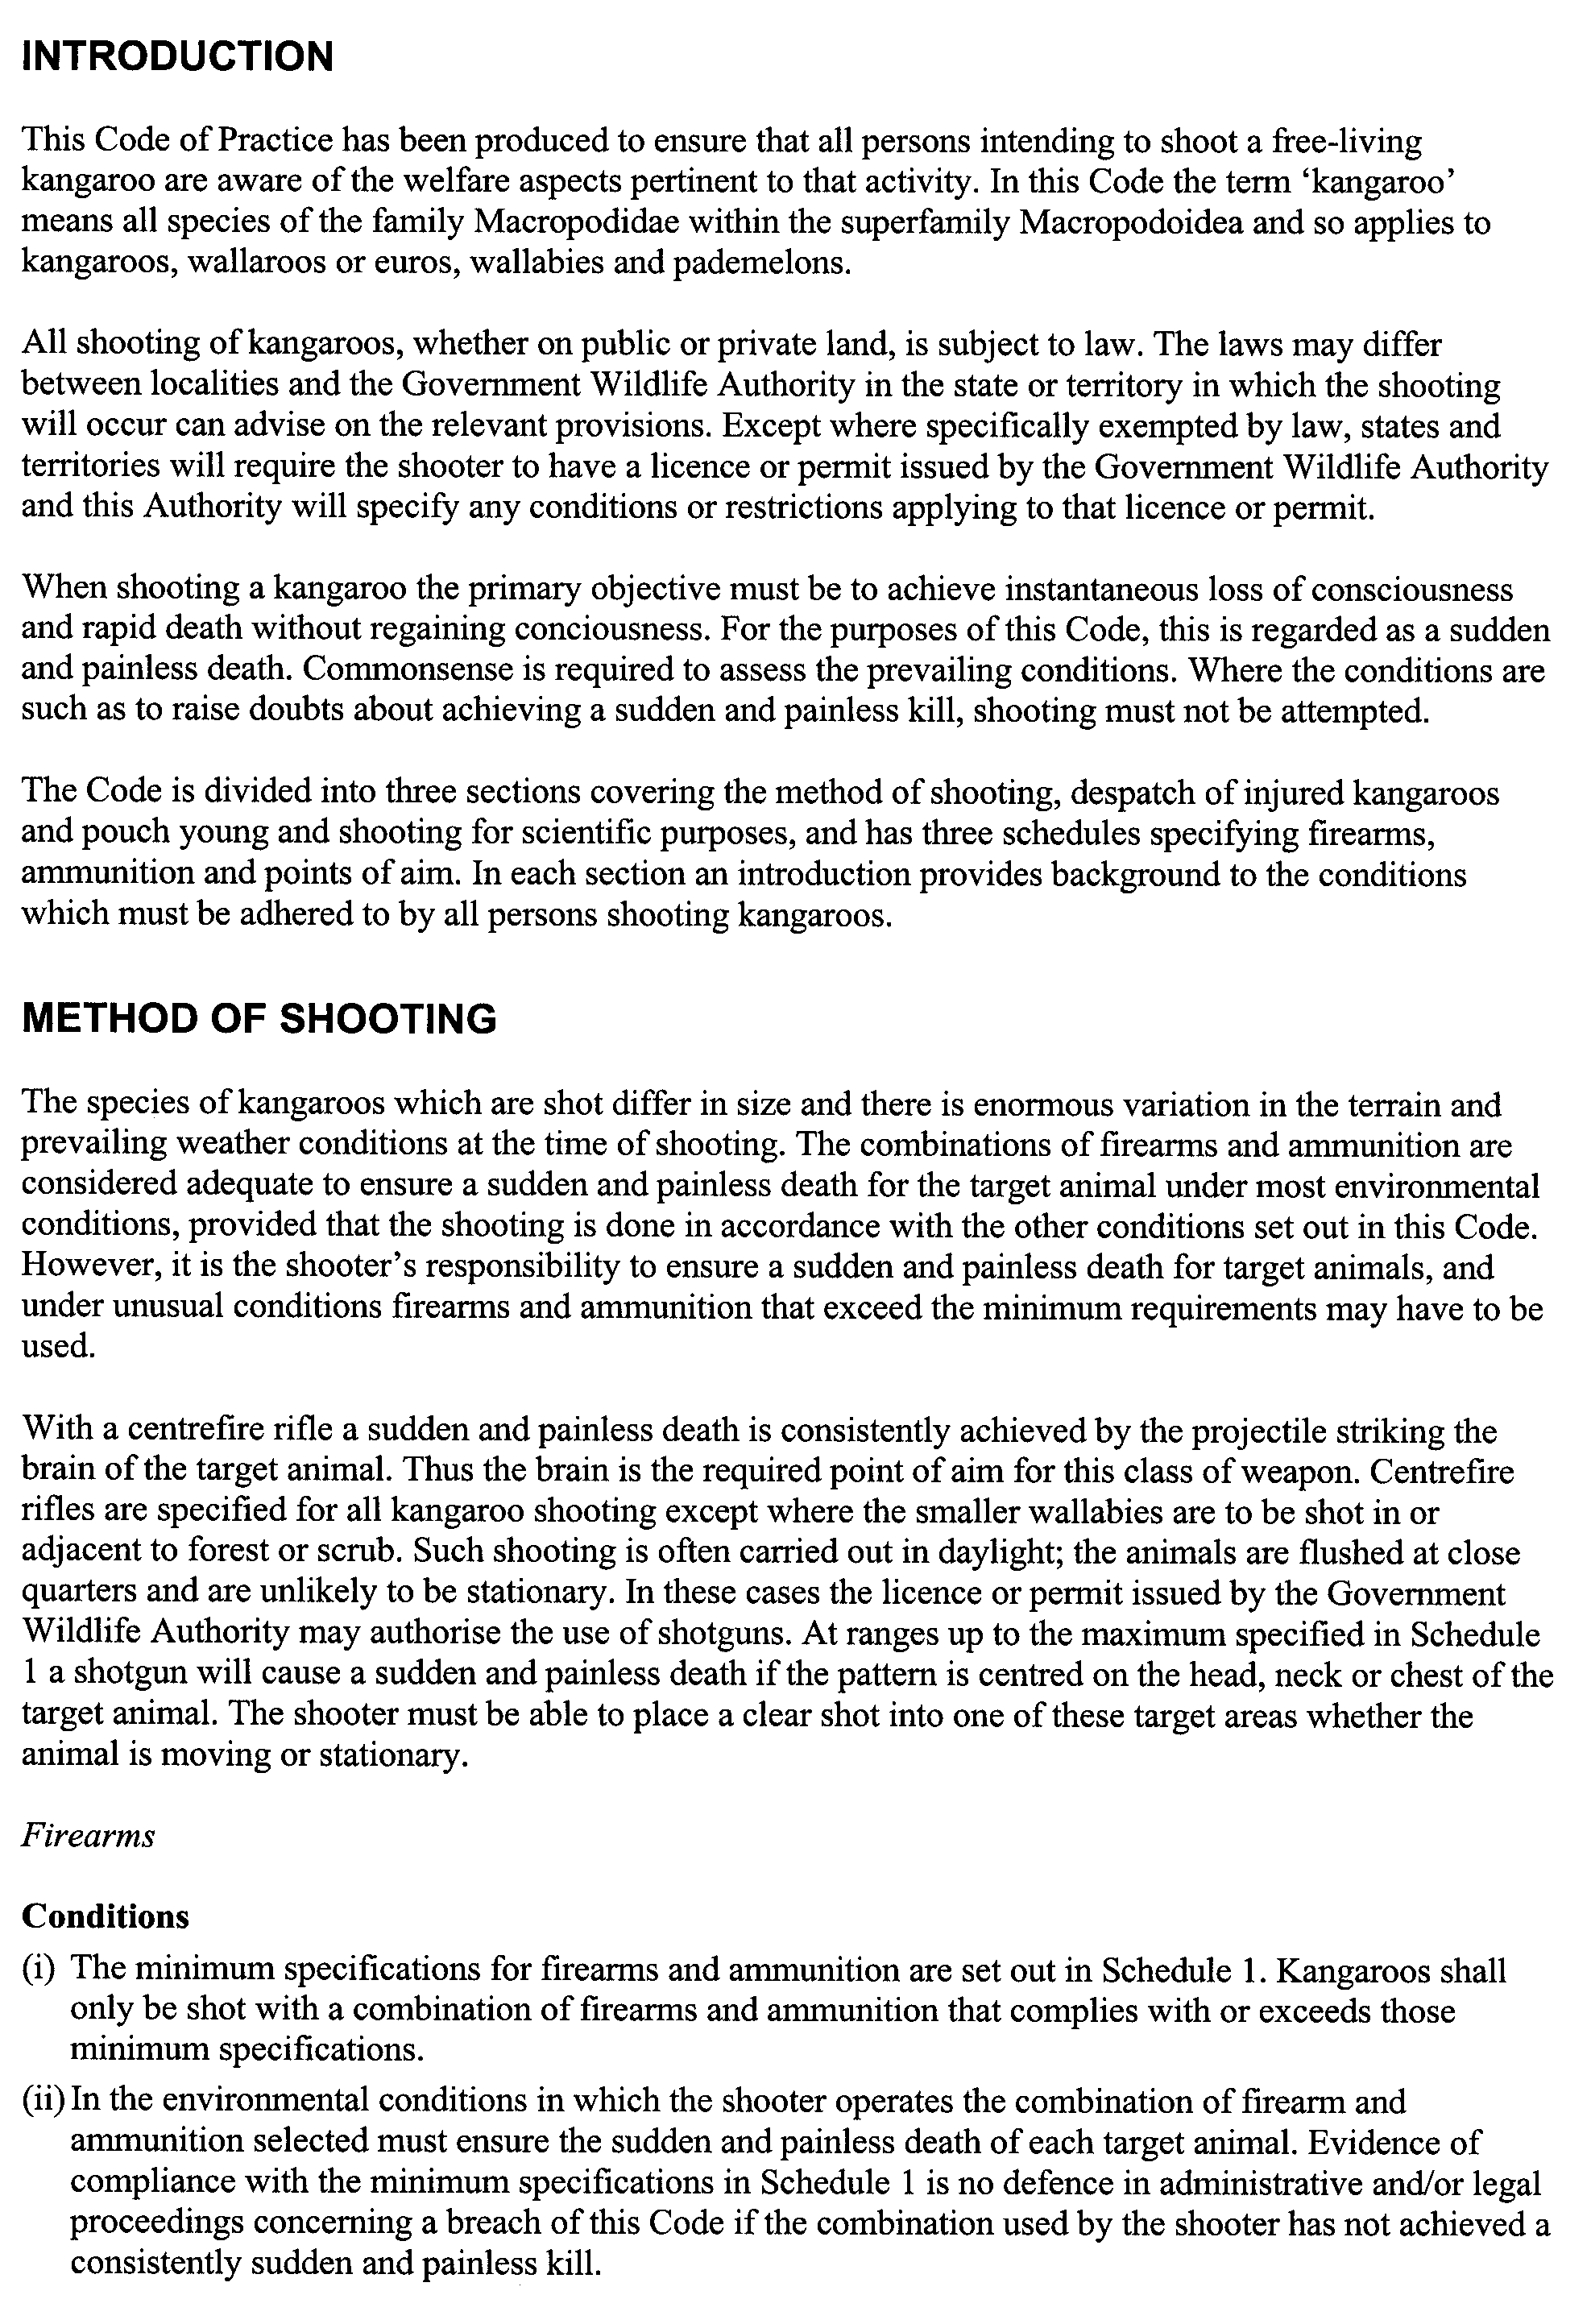 INTRODUCTION
This Code of Practice has been produced to ensure that all persons intending to shoot a free-living
kangaroo are aware of the welfare aspects pertinent to that activity. In this Code the term ‘kangaroo’
means all species of the family Macropodidae within the superfamily Macropodoidea and so applies to
kangaroos, wallaroos or euros, wallabies and pademelons.
All shooting of kangaroos, whether on public or private land, is subject to law. The laws may differ
between localities and the Government Wildlife Authority in the state or territory in which the shooting
will occur can advise on the relevant provisions. Except where specifically exempted by law, states and
territories will require the shooter to have a licence or permit issued by the Government Wildlife Authority
and this Authority will specify any conditions or restrictions applying to that licence or permit.
When shooting a kangaroo the primary objective must be to achieve instantaneous loss of consciousness
and rapid death without regaining conciousness. For the purposes of this Code, this is regarded as a sudden
and painless death. Commonsense is required to assess the prevailing conditions. Where the conditions are
such as to raise doubts about achieving a sudden and painless kill, shooting must not be attempted.
The Code is divided into three sections covering the method of shooting, despatch of injured kangaroos
and pouch young and shooting for scientific purposes, and has three schedules specifying firearms,
ammunition and points of aim. In each section an introduction provides background to the conditions
which must be adhered to by all persons shooting kangaroos.
METHOD OF SHOOTING
The species of kangaroos which are shot differ in size and there is enormous variation in the terrain and
prevailing weather conditions at the time of shooting. The combinations of firearms and ammunition are
considered adequate to ensure a sudden and painless death for the target animal under most environmental
conditions, provided that the shooting is done in accordance with the other conditions set out in this Code.
However, it is the shooter’s responsibility to ensure a sudden and painless death for target animals, and
under unusual conditions firearms and ammunition that exceed the minimum requirements may have to be
used.
With a centrefire rifle a sudden and painless death is consistently achieved by the projectile striking the
brain of the target animal. Thus the brain is the required point of aim for this class of weapon. Centrefire
rifles are specified for all kangaroo shooting except where the smaller wallabies are to be shot in or
adjacent to forest or scrub. Such shooting is often carried out in daylight; the animals are flushed at close
quarters and are unlikely to be stationary. In these cases the licence or permit issued by the Government
Wildlife Authority may authorise the use of shotguns. At ranges up to the maximum specified in Schedule
1 a shotgun will cause a sudden and painless death if the pattern is centred on the head, neck or chest of the
target animal. The shooter must be able to place a clear shot into one of these target areas whether the
animal is moving or stationary.
Firearms
Conditions
(i) The minimum specifications for firearms and ammunition are set out in Schedule 1. Kangaroos shall
only be shot with a combination of firearms and ammunition that complies with or exceeds those
minimum specifications.
(ii) In the environmental conditions in which the shooter operates the combination of firearm and
ammunition selected must ensure the sudden and painless death of each target animal. Evidence of
compliance with the minimum specifications in Schedule 1 is no defence in administrative and/or legal
proceedings concerning a breach of this Code if the combination used by the shooter has not achieved a
consistently sudden and painless kill.